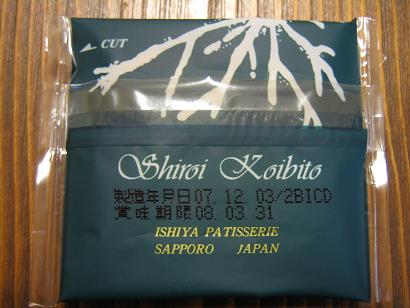 CUT
Shiroi Koibito
製造年月日07.12.03/2BICD
賞味期限08.03.31
ISHIYA PATISSERIE
SAPPORO JAPAN